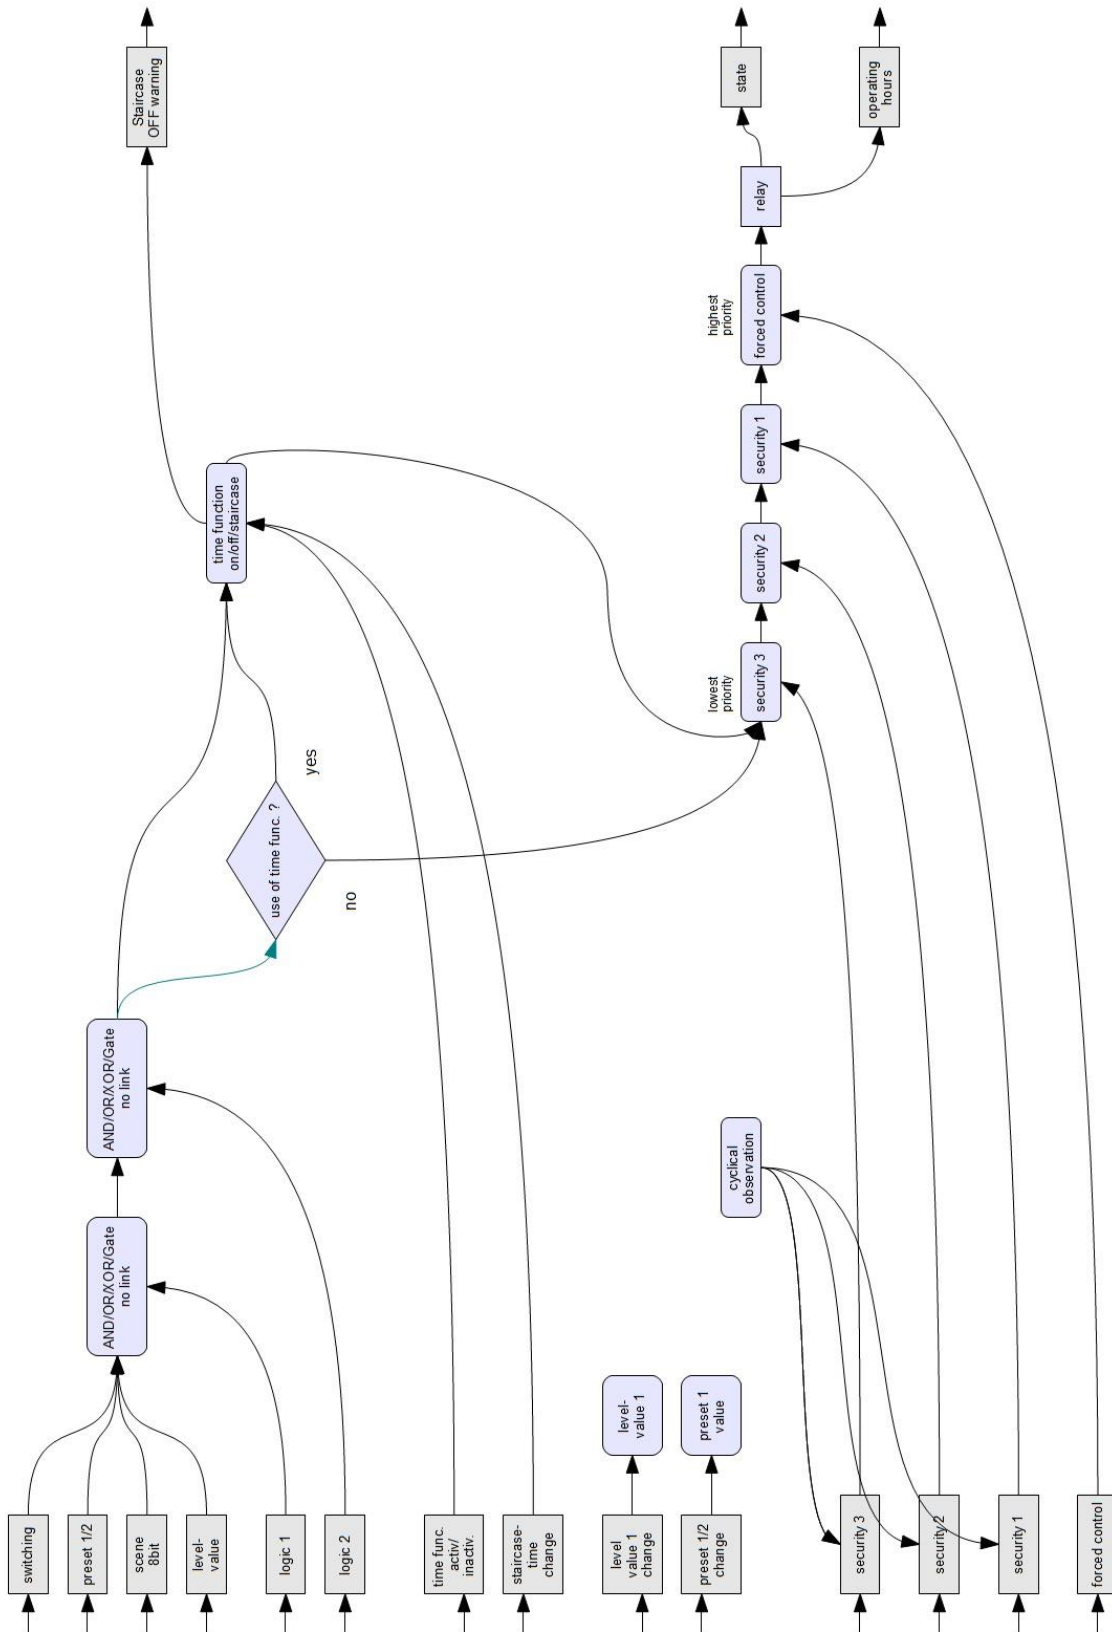 switching
preset 1/2
scene
8bit
level-
value
logic 1
logic 2
time func.
activ/
inactiv.
staircase-
time
change
level
value 1
change
preset 1/2
change
security 3
security 2
security 1
forced control
AND/OR/XOR/Gate
no link
level-
value 1
preset 1
value
AND/OR/XOR/Gate
no link
cyclical
observation
use of time func. ?
no
yes
time function
on/off/staircase
lowest
priority
security 3
security 2
security 1
highest
priority
forced control
relay
Staircase
OFF warning
state
operating
hours